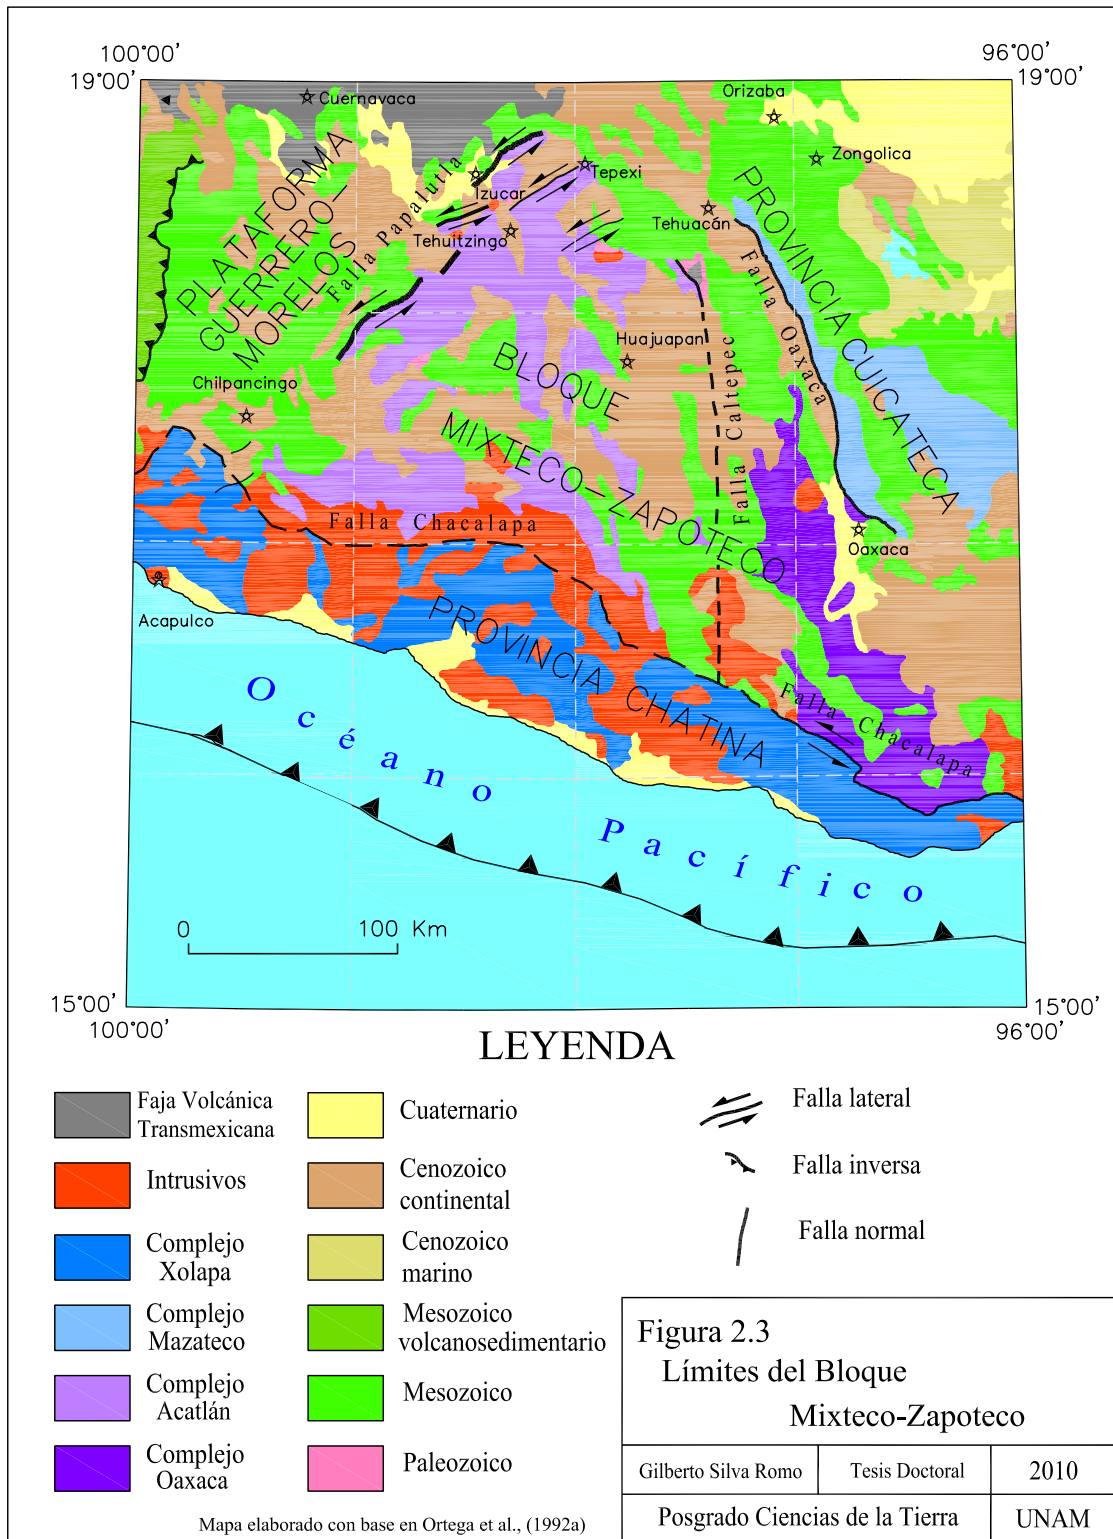 100°00'
96°00'
19°00'
19°00'
Cuernavaca
Orizaba
Zongolica
Izucar
Tepexi
Tehuacán
Tehuitzingo
Falla Papalutla
PLATAFORMA
GUERRERO-
MORELOS
PROVINCIA CUICATECA
Falla Oaxaca
Huajuapan
Chilpancingo
BLOQUE
MIXTECO-ZAPOTECO
Falla Caltepec
Falla Chacalapa
Oaxaca
Acapulco
PROVINCIA CHATINA
Falla Chacalapa
Océano
Pacífico
0 100 Km
15°00'
15°00'
100°00'
96°00'
LEYENDA
Faja Volcánica
Transmexicana
Intrusivos
Complejo
Xolapa
Complejo
Mazateco
Complejo
Acatlán
Complejo
Oaxaca
Cuaternario
Cenozoico
continental
Cenozoico
marino
Mesozoico
volcanosedimentario
Mesozoico
Paleozoico
Falla lateral
Falla inversa
Falla normal
Mapa elaborado con base en Ortega et al., (1992a)
Figura 2.3
Límites del Bloque
Mixteco-Zapoteco
Gilberto Silva Romo
Tesis Doctoral
2010
Posgrado Ciencias de la Tierra
UNAM